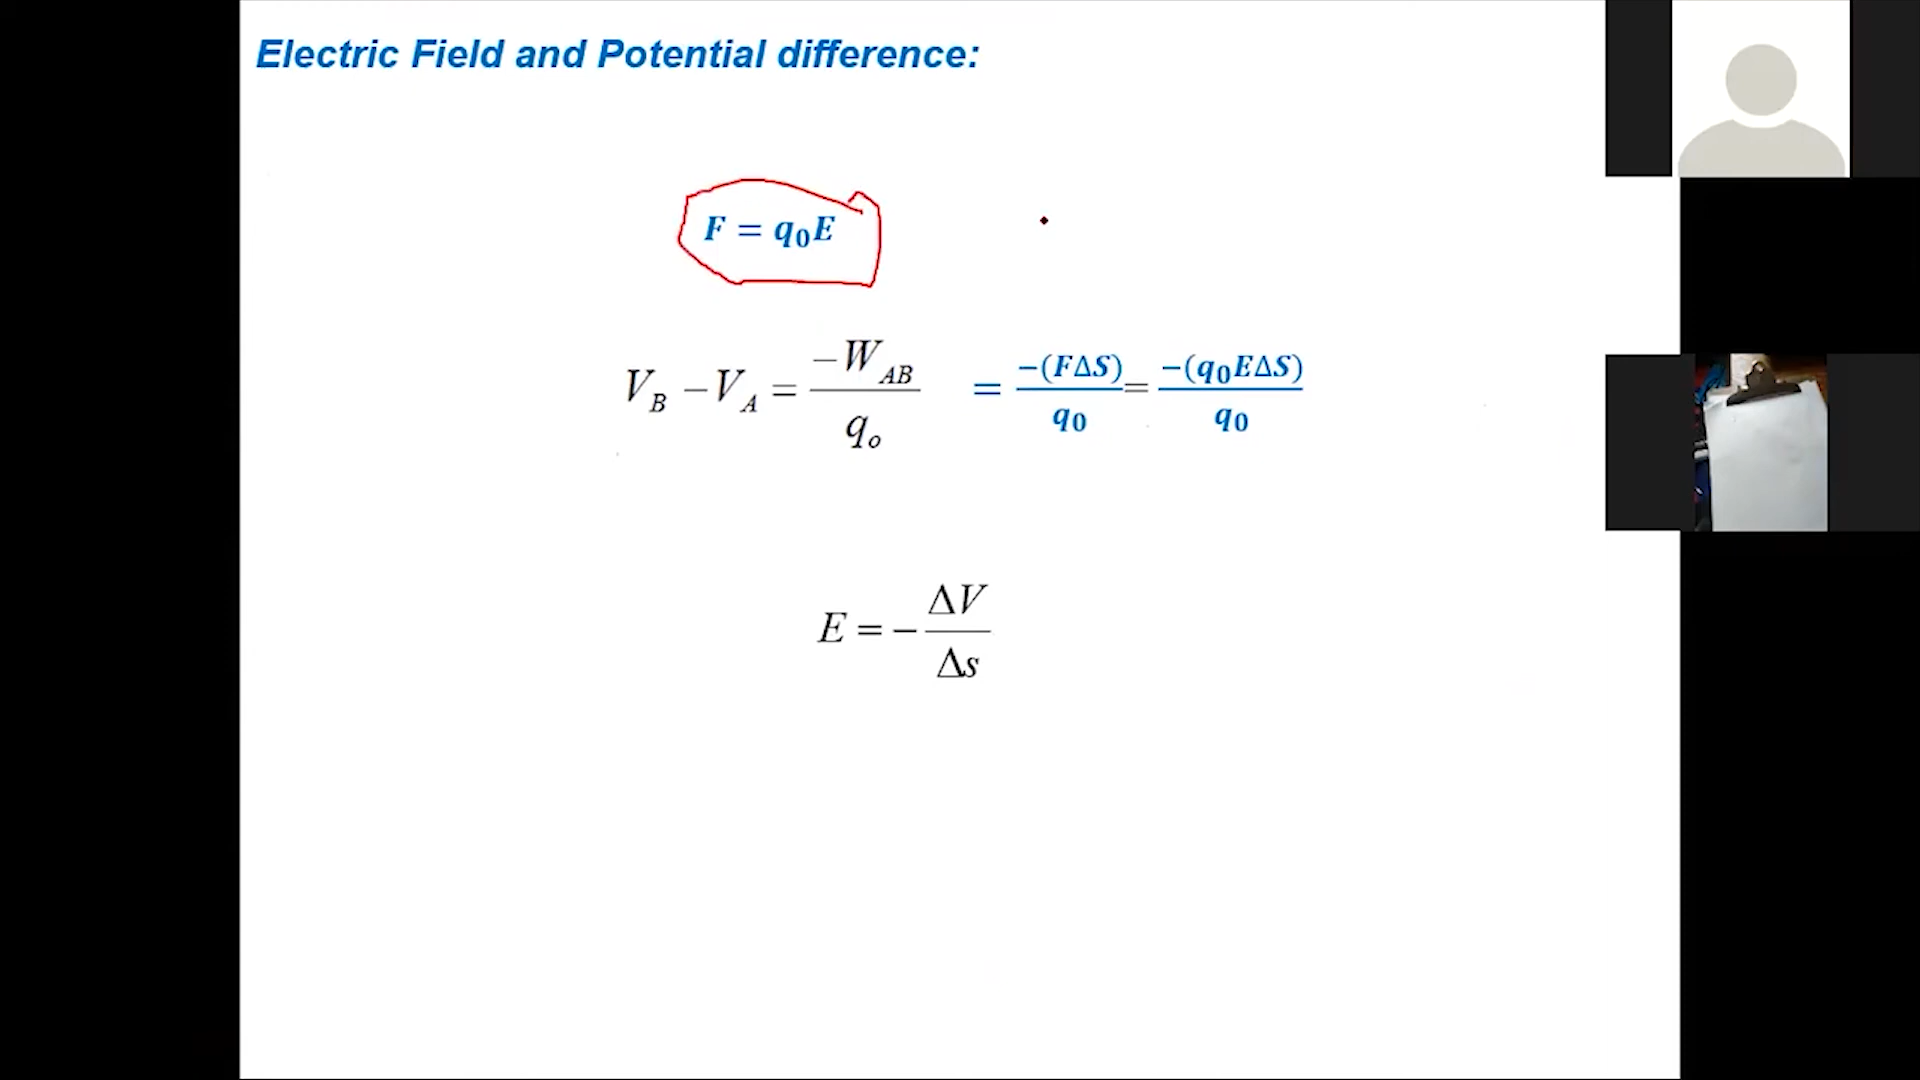 Electric Field and Potential difference:
F = q₀E
V_B − V_A = −W_AB / q_o = −(FΔS) / q₀ = −(q₀EΔS) / q₀
E = − ΔV / Δs